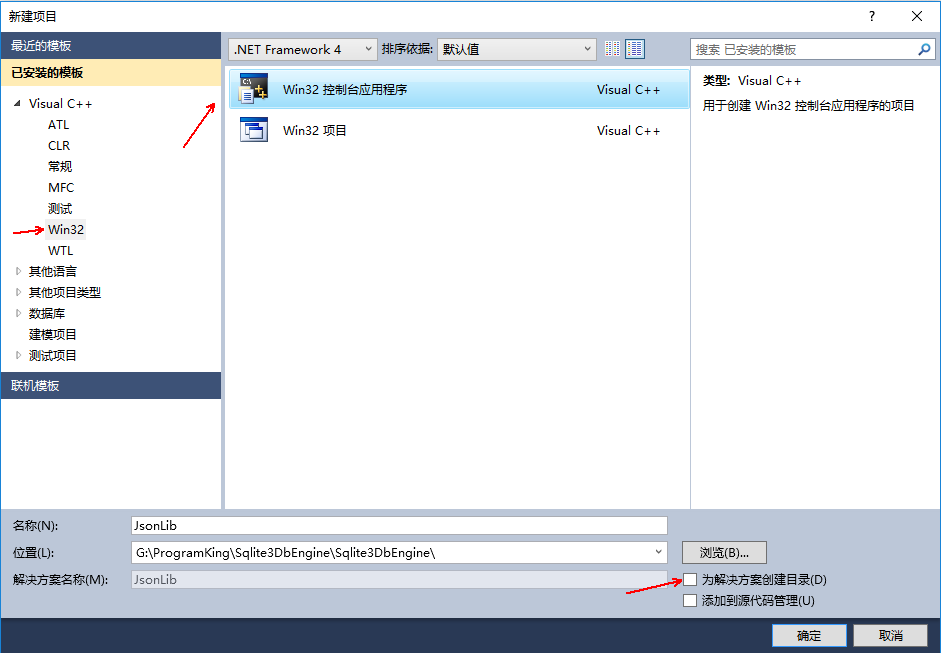 新建项目
?
最近的模板
.NET Framework 4
排序依据:
默认值
搜索 已安装的模板
已安装的模板
Visual C++
ATL
CLR
常规
MFC
测试
Win32
WTL
其他语言
其他项目类型
数据库
建模项目
测试项目
联机模板
C:\
Win32 控制台应用程序
Visual C++
Win32 项目
Visual C++
类型: Visual C++
用于创建 Win32 控制台应用程序的项目
名称(N):
JsonLib
位置(L):
G:\ProgramKing\Sqlite3DbEngine\Sqlite3DbEngine\
浏览(B)...
解决方案名称(M):
JsonLib
为解决方案创建目录(D)
添加到源代码管理(U)
确定
取消